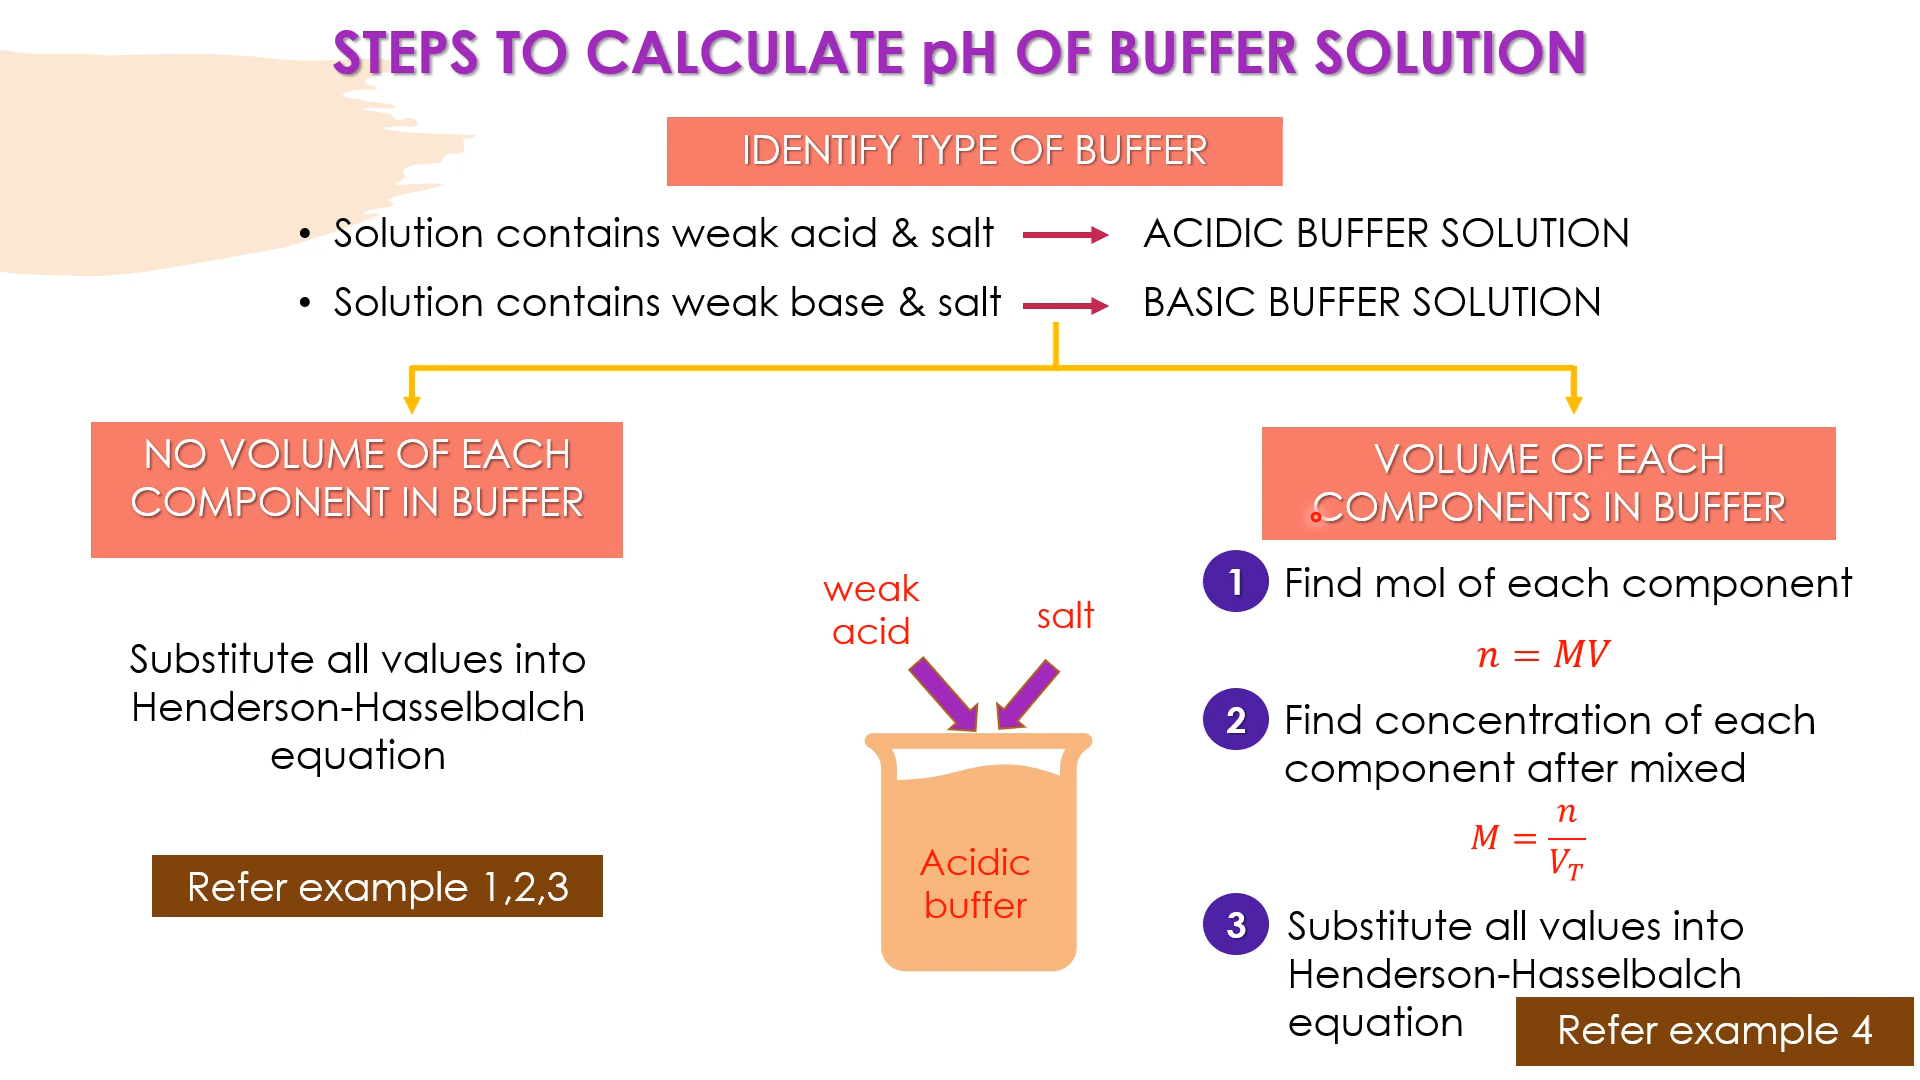 STEPS TO CALCULATE pH OF BUFFER SOLUTION
IDENTIFY TYPE OF BUFFER
• Solution contains weak acid & salt ACIDIC BUFFER SOLUTION
• Solution contains weak base & salt BASIC BUFFER SOLUTION
NO VOLUME OF EACH
COMPONENT IN BUFFER
Substitute all values into
Henderson-Hasselbalch
equation
Refer example 1,2,3
weak
acid
salt
Acidic
buffer
VOLUME OF EACH
COMPONENTS IN BUFFER
1 Find mol of each component
n = MV
2 Find concentration of each
component after mixed
M = n/V_T
3 Substitute all values into
Henderson-Hasselbalch
equation
Refer example 4